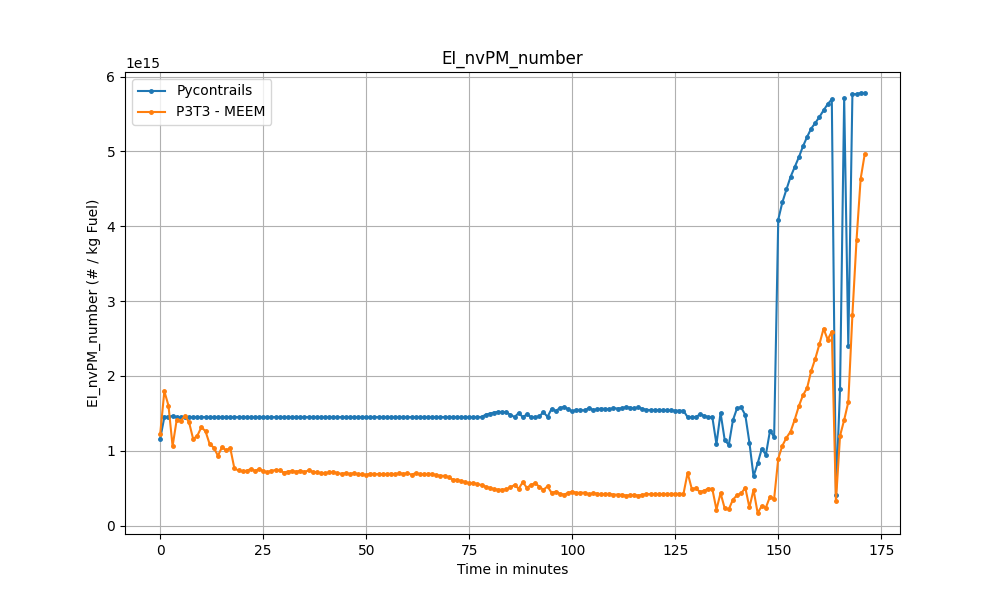 EI_nvPM_number
1e15
Pycontrails
P3T3 - MEEM
EI_nvPM_number (# / kg Fuel)
6
5
4
3
2
1
0
0 25 50 75 100 125 150 175
Time in minutes